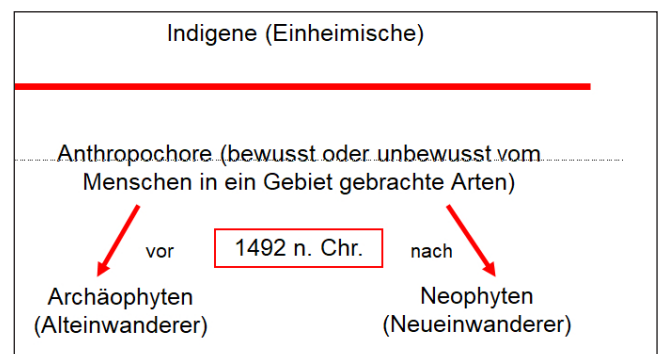 Indigene (Einheimische)
Anthropochore (bewusst oder unbewusst vom
Menschen in ein Gebiet gebrachte Arten)
vor
1492 n. Chr.
nach
Archäophyten
(Alteinwanderer)
Neophyten
(Neueinwanderer)